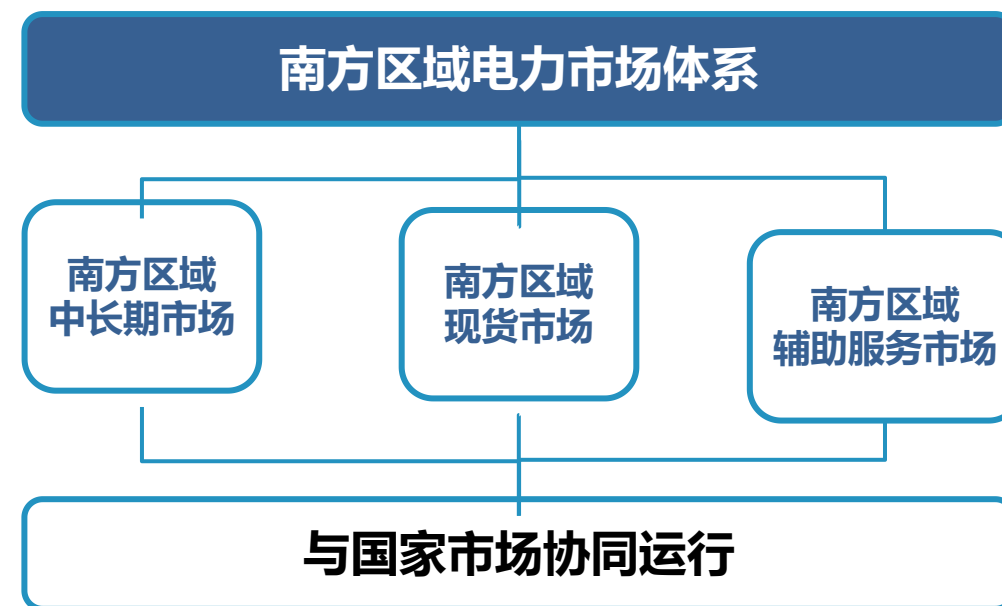 南方区域电力市场体系
南方区域
中长期市场
南方区域
现货市场
南方区域
辅助服务市场
与国家市场协同运行